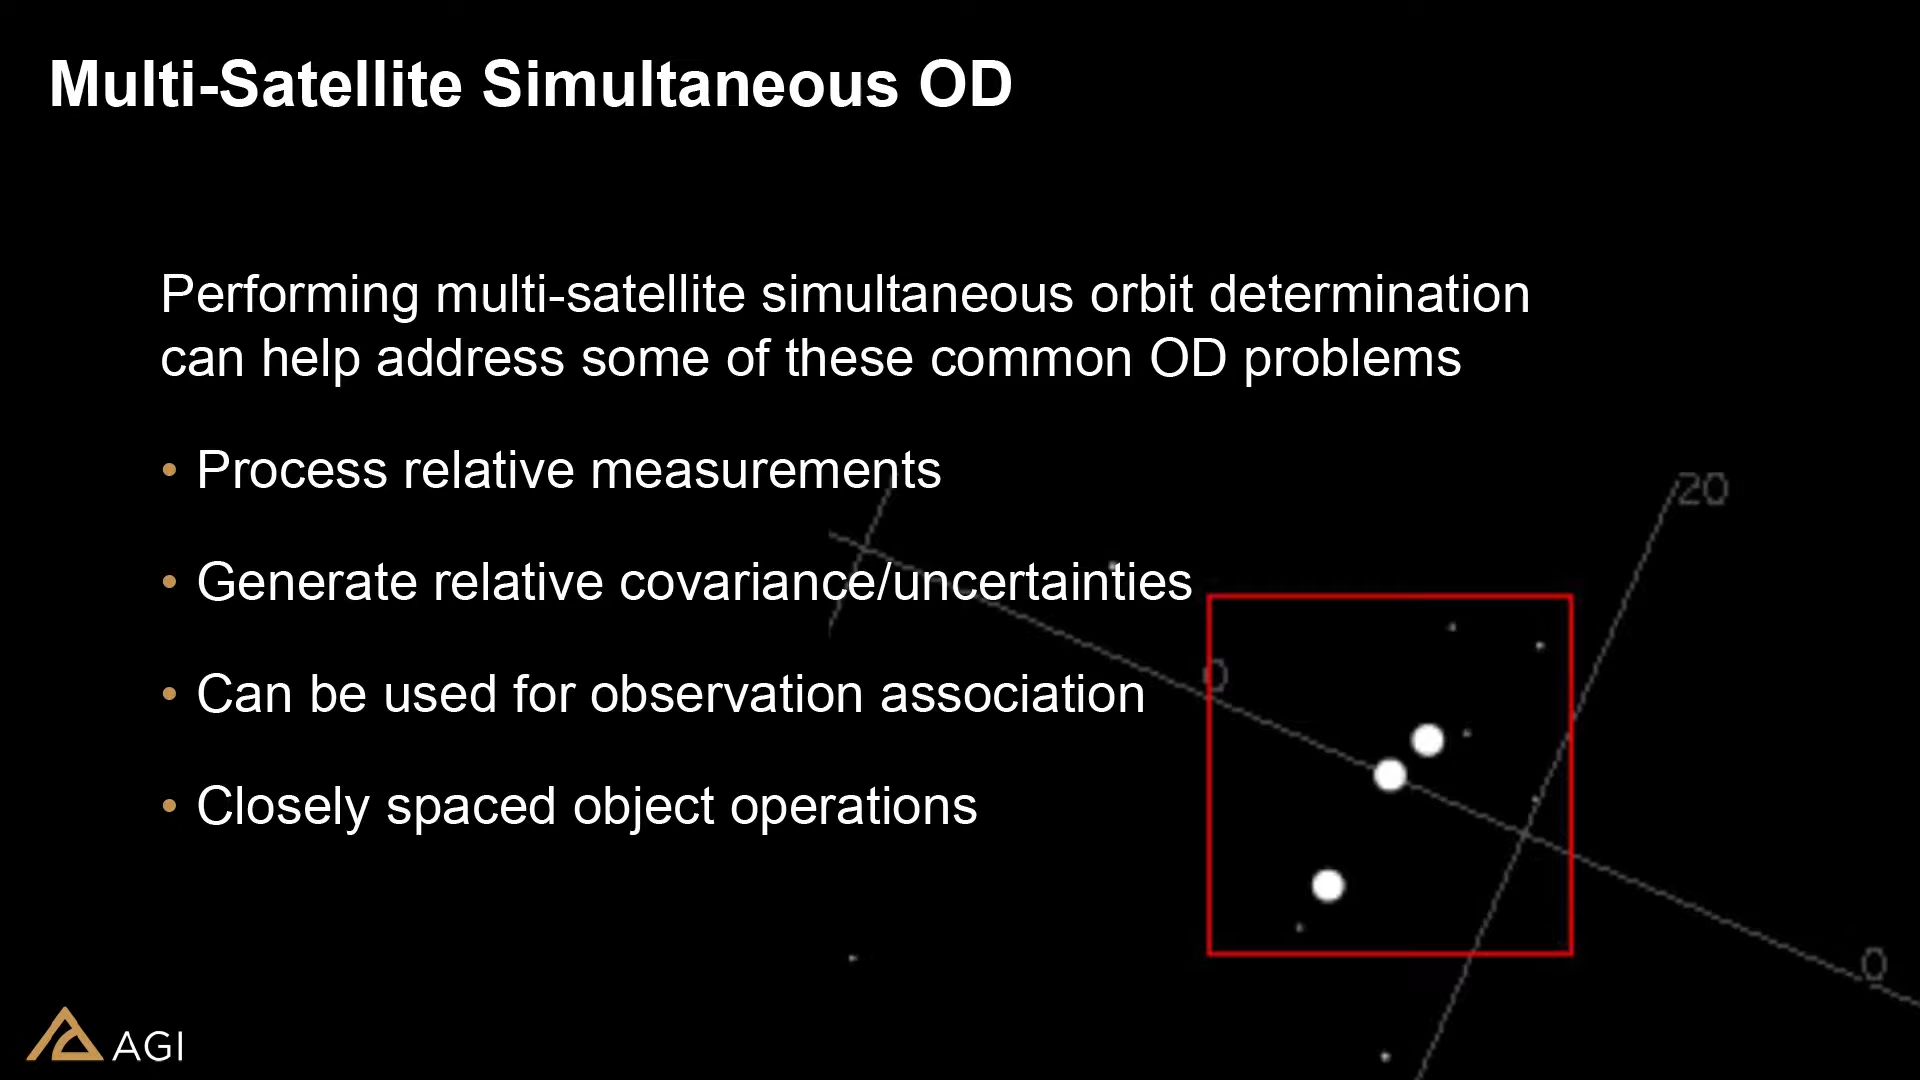 Multi-Satellite Simultaneous OD
Performing multi-satellite simultaneous orbit determination
can help address some of these common OD problems
• Process relative measurements
• Generate relative covariance/uncertainties
• Can be used for observation association
• Closely spaced object operations
20
0
0
AGI